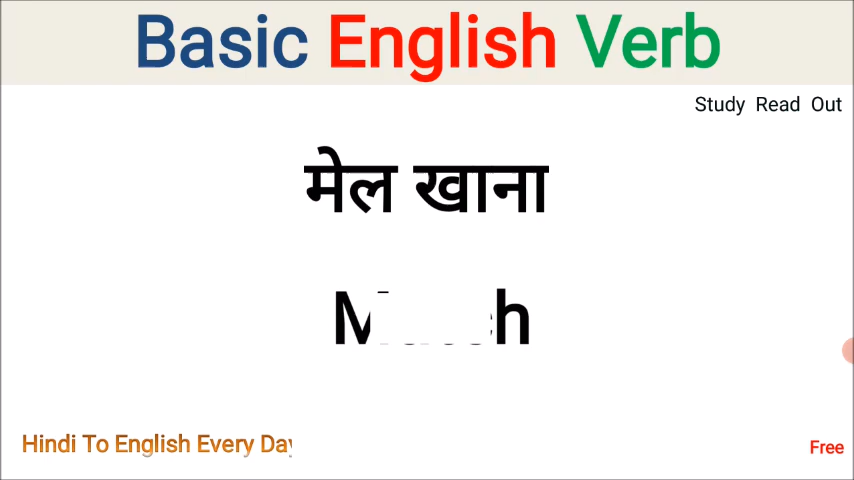 Basic English Verb
Study Read Out
मेल खाना
Hindi To English Every Day
Free